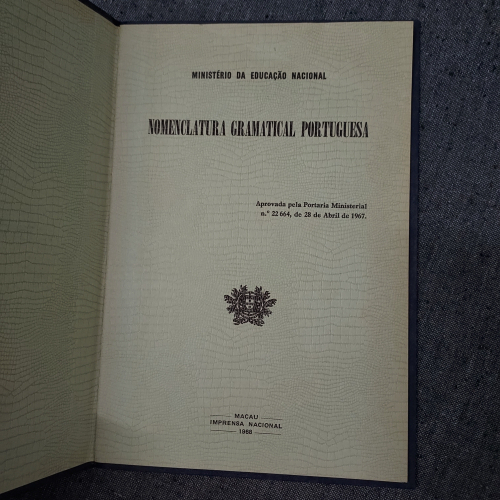 MINISTÉRIO DA EDUCAÇÃO NACIONAL
NOMENCLATURA GRAMATICAL PORTUGUESA
Aprovada pela Portaria Ministerial
n.º 22 664, de 28 de Abril de 1967.
MACAU
IMPRENSA NACIONAL
1968